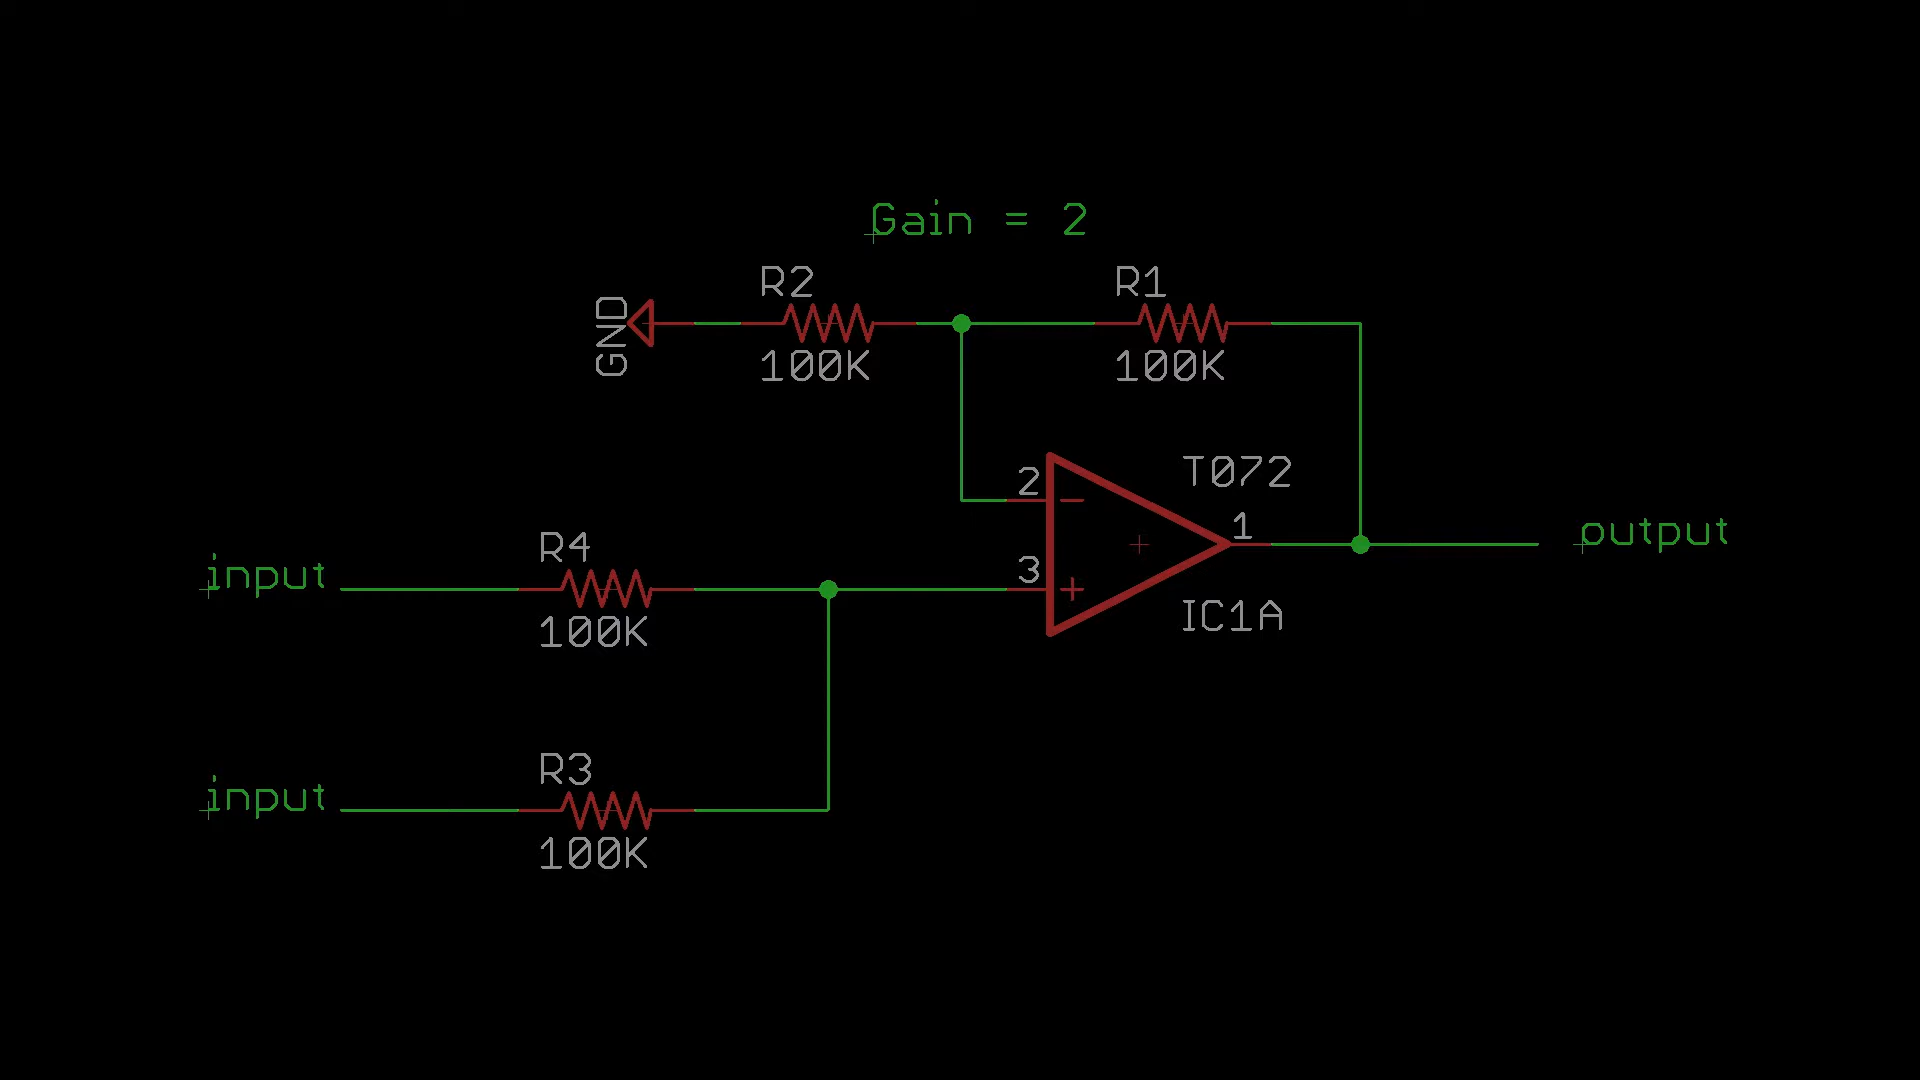 Gain = 2
R2
R1
GND
100K
100K
T072
2
1
output
R4
3
input
IC1A
100K
R3
input
100K